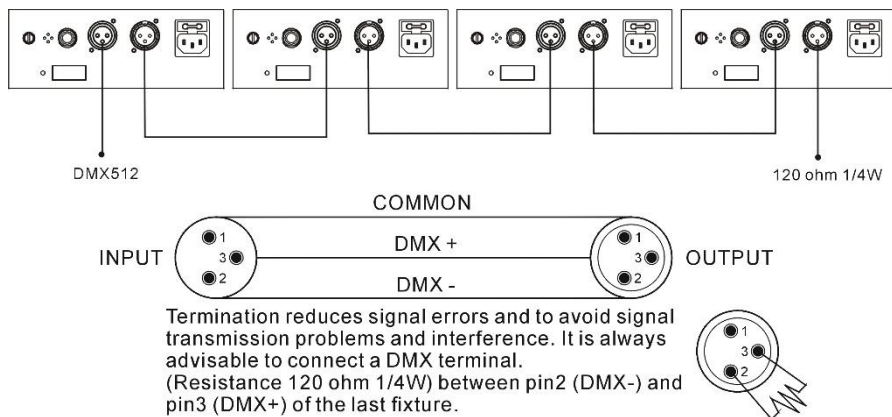 DMX512
120 ohm 1/4W
COMMON
INPUT
1
3
2
DMX +
DMX -
1
3
2
OUTPUT
Termination reduces signal errors and to avoid signal
transmission problems and interference. It is always
advisable to connect a DMX terminal.
(Resistance 120 ohm 1/4W) between pin2 (DMX-) and
pin3 (DMX+) of the last fixture.
1
3
2